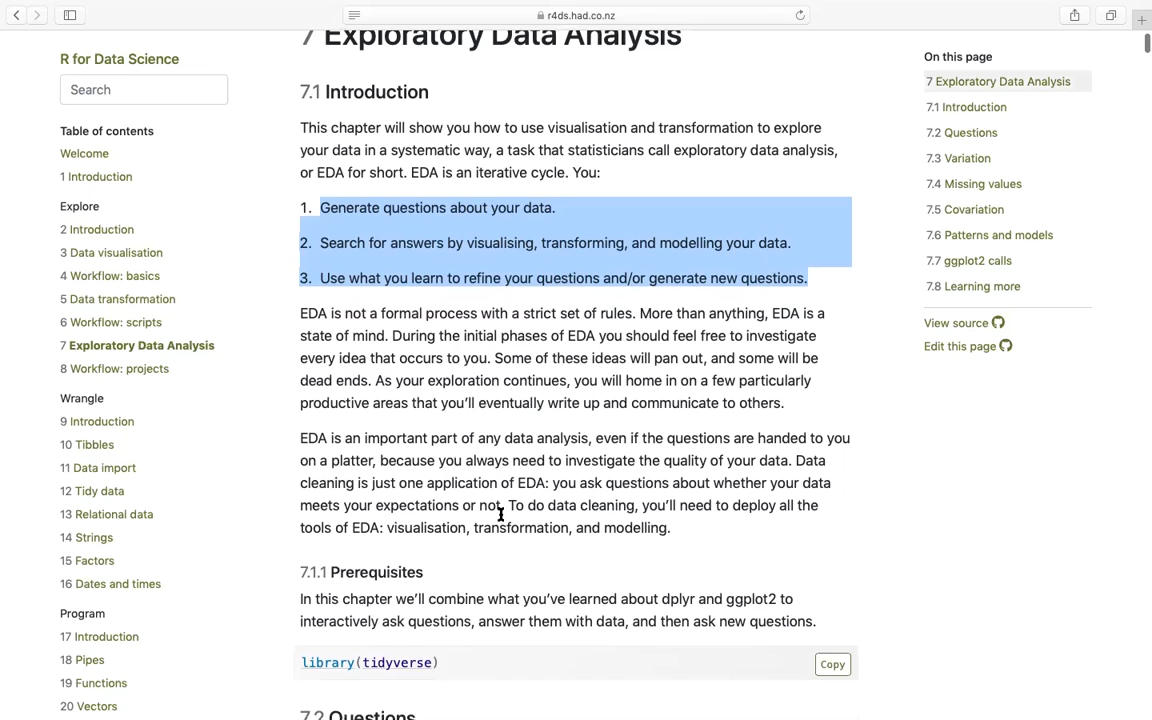 r4ds.had.co.nz
R for Data Science
Search
Table of contents
Welcome
1 Introduction
Explore
2 Introduction
3 Data visualisation
4 Workflow: basics
5 Data transformation
6 Workflow: scripts
7 Exploratory Data Analysis
8 Workflow: projects
Wrangle
9 Introduction
10 Tibbles
11 Data import
12 Tidy data
13 Relational data
14 Strings
15 Factors
16 Dates and times
Program
17 Introduction
18 Pipes
19 Functions
20 Vectors
7 Exploratory Data Analysis
7.1 Introduction
This chapter will show you how to use visualisation and transformation to explore
your data in a systematic way, a task that statisticians call exploratory data analysis,
or EDA for short. EDA is an iterative cycle. You:
1. Generate questions about your data.
2. Search for answers by visualising, transforming, and modelling your data.
3. Use what you learn to refine your questions and/or generate new questions.
EDA is not a formal process with a strict set of rules. More than anything, EDA is a
state of mind. During the initial phases of EDA you should feel free to investigate
every idea that occurs to you. Some of these ideas will pan out, and some will be
dead ends. As your exploration continues, you will home in on a few particularly
productive areas that you'll eventually write up and communicate to others.
EDA is an important part of any data analysis, even if the questions are handed to you
on a platter, because you always need to investigate the quality of your data. Data
cleaning is just one application of EDA: you ask questions about whether your data
meets your expectations or not. To do data cleaning, you'll need to deploy all the
tools of EDA: visualisation, transformation, and modelling.
7.1.1 Prerequisites
In this chapter we'll combine what you've learned about dplyr and ggplot2 to
interactively ask questions, answer them with data, and then ask new questions.
library(tidyverse)
Copy
7.2 Questions
On this page
7 Exploratory Data Analysis
7.1 Introduction
7.2 Questions
7.3 Variation
7.4 Missing values
7.5 Covariation
7.6 Patterns and models
7.7 ggplot2 calls
7.8 Learning more
View source
Edit this page